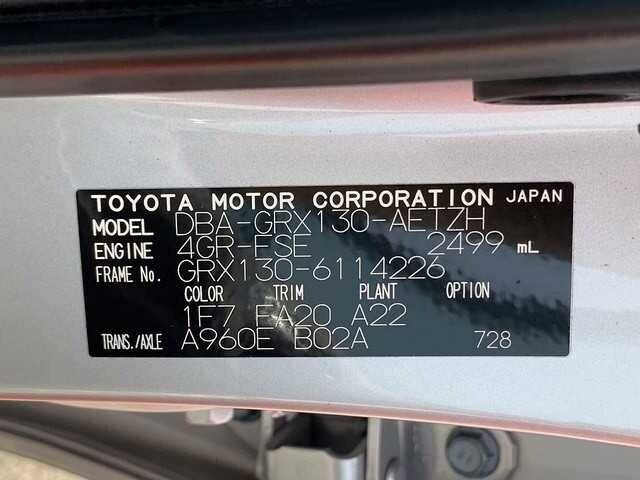 TOYOTA MOTOR CORPORATION JAPAN
MODEL DBA-GRX130-AETZH
ENGINE 4GR-FSE 2499 mL
FRAME No. GRX130-6114226
COLOR TRIM PLANT OPTION
1F7 EA20 A22
TRANS./AXLE A960E B02A 728